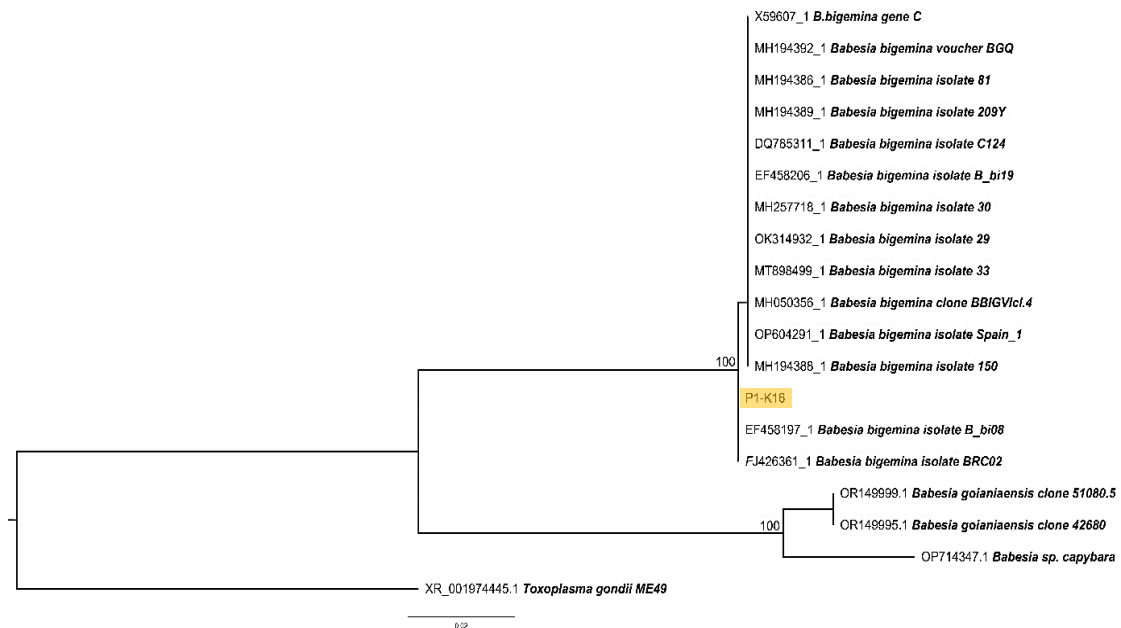 X59607_1 B.bigemina gene C
MH194392_1 Babesia bigemina voucher BGQ
MH194386_1 Babesia bigemina isolate 81
MH194389_1 Babesia bigemina isolate 209Y
DQ785311_1 Babesia bigemina isolate C124
EF458206_1 Babesia bigemina isolate B_bi19
MH257718_1 Babesia bigemina isolate 30
OK314932_1 Babesia bigemina isolate 29
MT898499_1 Babesia bigemina isolate 33
MH050356_1 Babesia bigemina clone BBIGVIcl.4
OP604291_1 Babesia bigemina isolate Spain_1
100
MH194386_1 Babesia bigemina isolate 150
P1-K16
EF458197_1 Babesia bigemina isolate B_bi08
FJ426361_1 Babesia bigemina isolate BRC02
OR149999.1 Babesia goianiaensis clone 51080.5
100
OR149995.1 Babesia goianiaensis clone 42680
OP714347.1 Babesia sp. capybara
XR_001974445.1 Toxoplasma gondii ME49
0.02